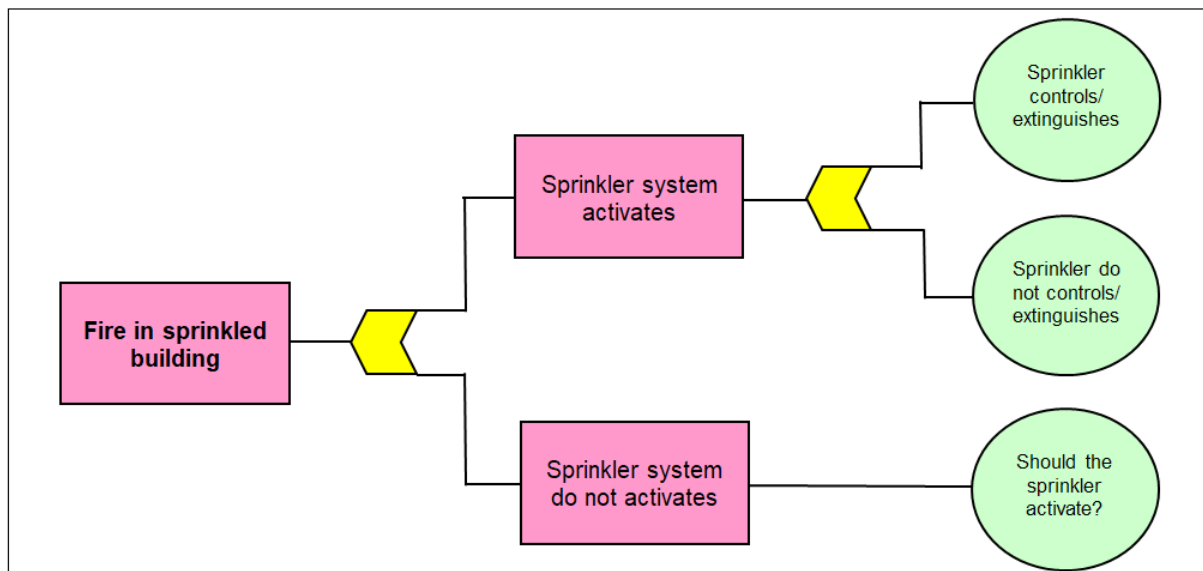 Fire in sprinkled
building
Sprinkler system
activates
Sprinkler system
do not activates
Sprinkler
controls/
extinguishes
Sprinkler do
not controls/
extinguishes
Should the
sprinkler
activate?